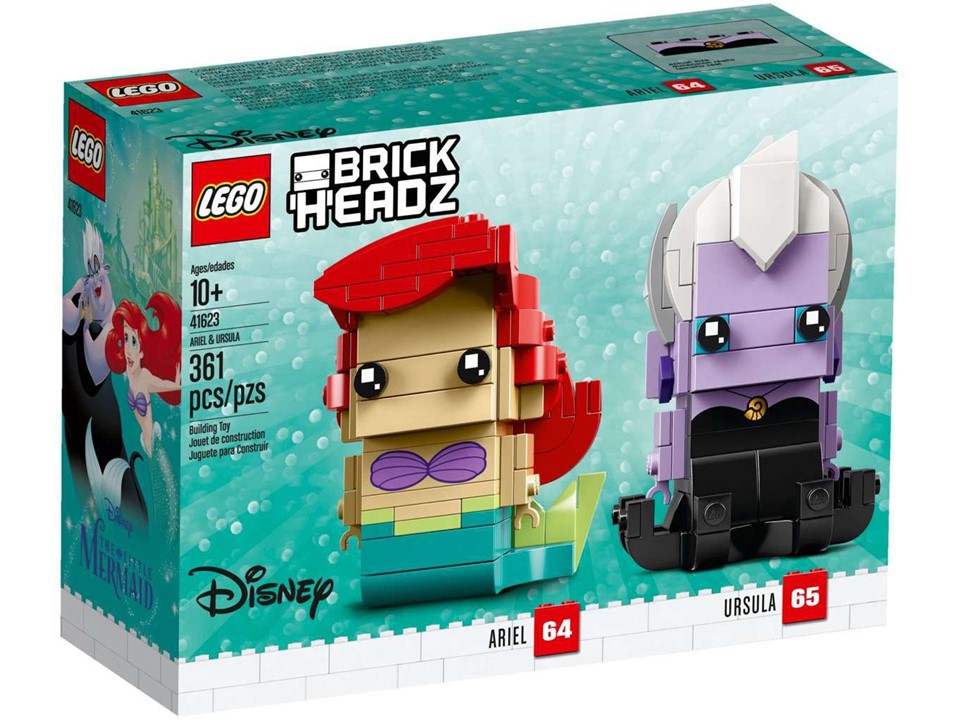 LEGO
41623
ARIEL 64
URSULA 65
LEGO
41623
Disney
THE LITTLE
MERMAID
DISNEY
LEGO
BRICK
HEADZ
Ages/edades
10+
41623
ARIEL & URSULA
361
pcs/pzs
Building Toy
Jouet de construction
Juguete para Construir
Disney
ARIEL 64
URSULA 65